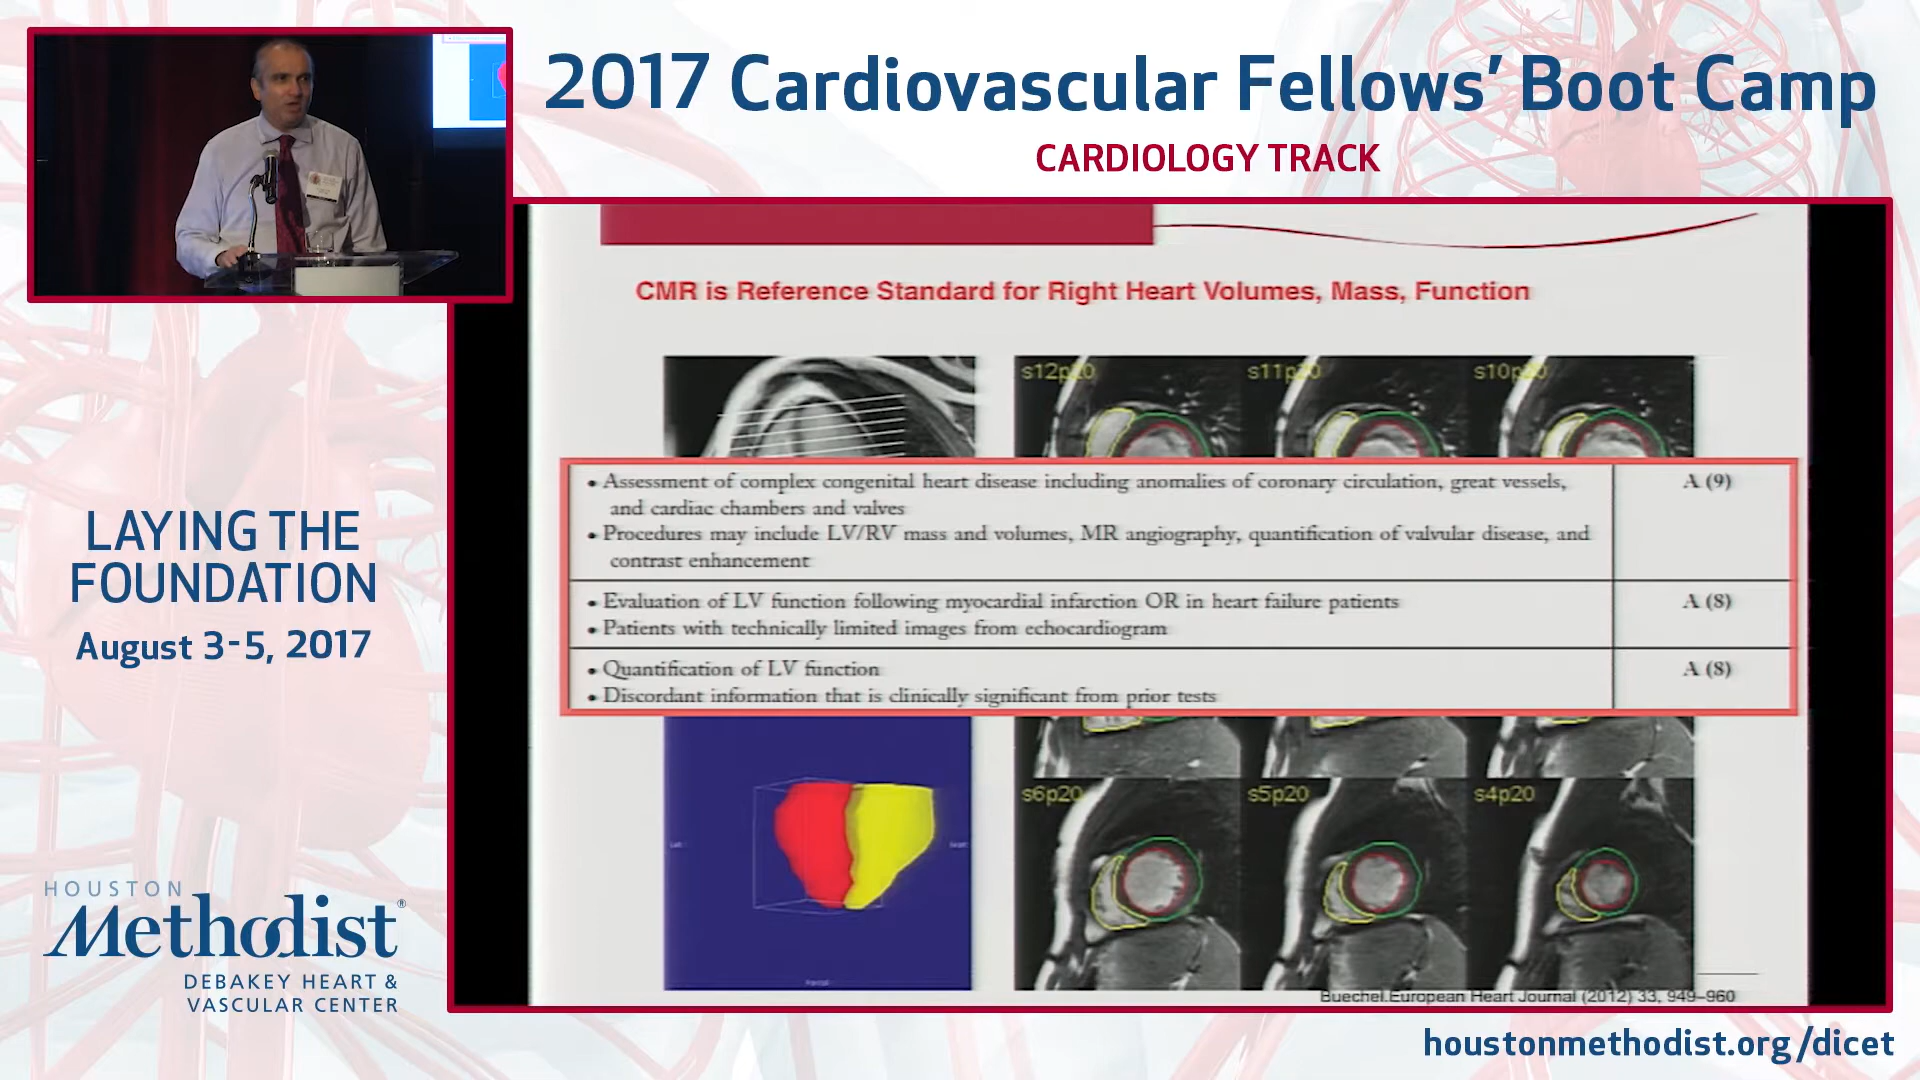 2017 Cardiovascular Fellows’ Boot Camp
CARDIOLOGY TRACK
CMR is Reference Standard for Right Heart Volumes, Mass, Function
s12p20
s11p20
s10p20
• Assessment of complex congenital heart disease including anomalies of coronary circulation, great vessels,
and cardiac chambers and valves
A (9)
• Procedures may include LV/RV mass and volumes, MR angiography, quantification of valvular disease, and
contrast enhancement
• Evaluation of LV function following myocardial infarction OR in heart failure patients
A (8)
• Patients with technically limited images from echocardiogram
• Quantification of LV function
A (8)
• Discordant information that is clinically significant from prior tests
s6p20
s5p20
s4p20
Buechel.European Heart Journal (2012) 33, 949–960
LAYING THE
FOUNDATION
August 3-5, 2017
HOUSTON
Methodist®
DEBAKEY HEART &
VASCULAR CENTER
houstonmethodist.org/dicet